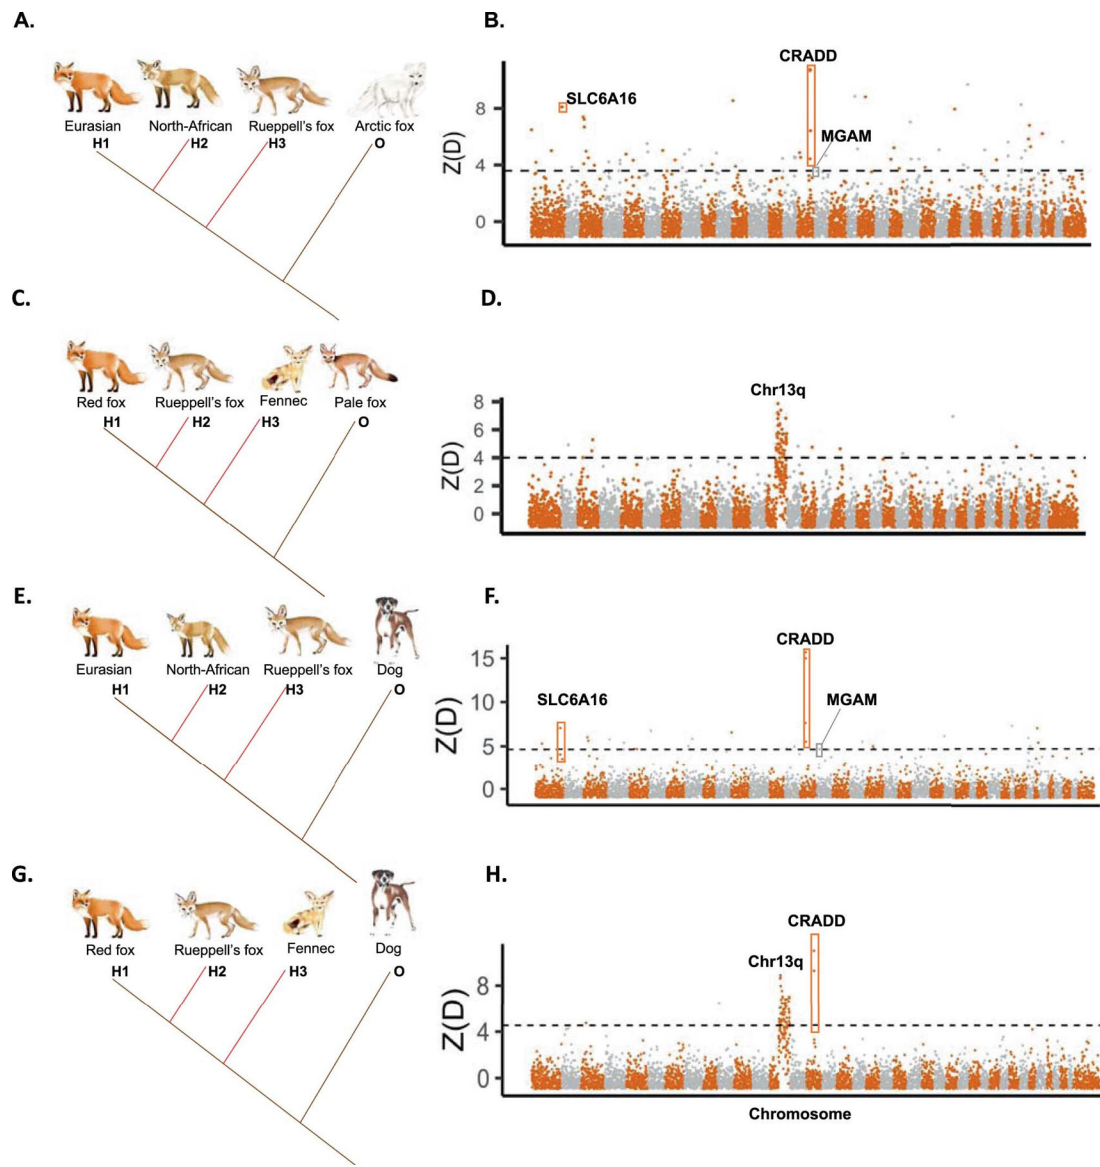 A.
Eurasian North-African Rueppell's fox Arctic fox
H1 H2 H3 O
B.
CRADD
SLC6A16
MGAM
Z(D)
8
4
0
C.
Red fox Rueppell's fox Fennec Pale fox
H1 H2 H3 O
D.
Chr13q
Z(D)
8
6
4
2
0
E.
Eurasian North-African Rueppell's fox Dog
H1 H2 H3 O
F.
CRADD
SLC6A16 MGAM
Z(D)
15
10
5
0
G.
Red fox Rueppell's fox Fennec Dog
H1 H2 H3 O
H.
CRADD
Chr13q
Z(D)
8
4
0
Chromosome